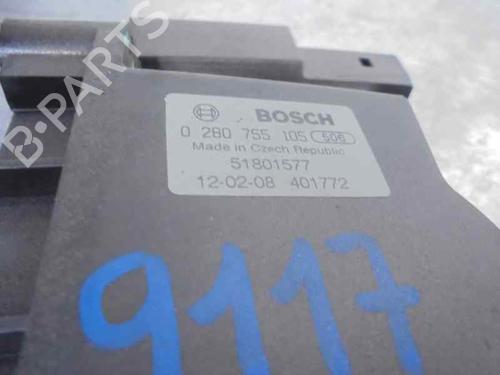 BOSCH
0 280 755 105 506
Made in Czech Republic
51801577
12-02-08 401772
9117
B-Parts